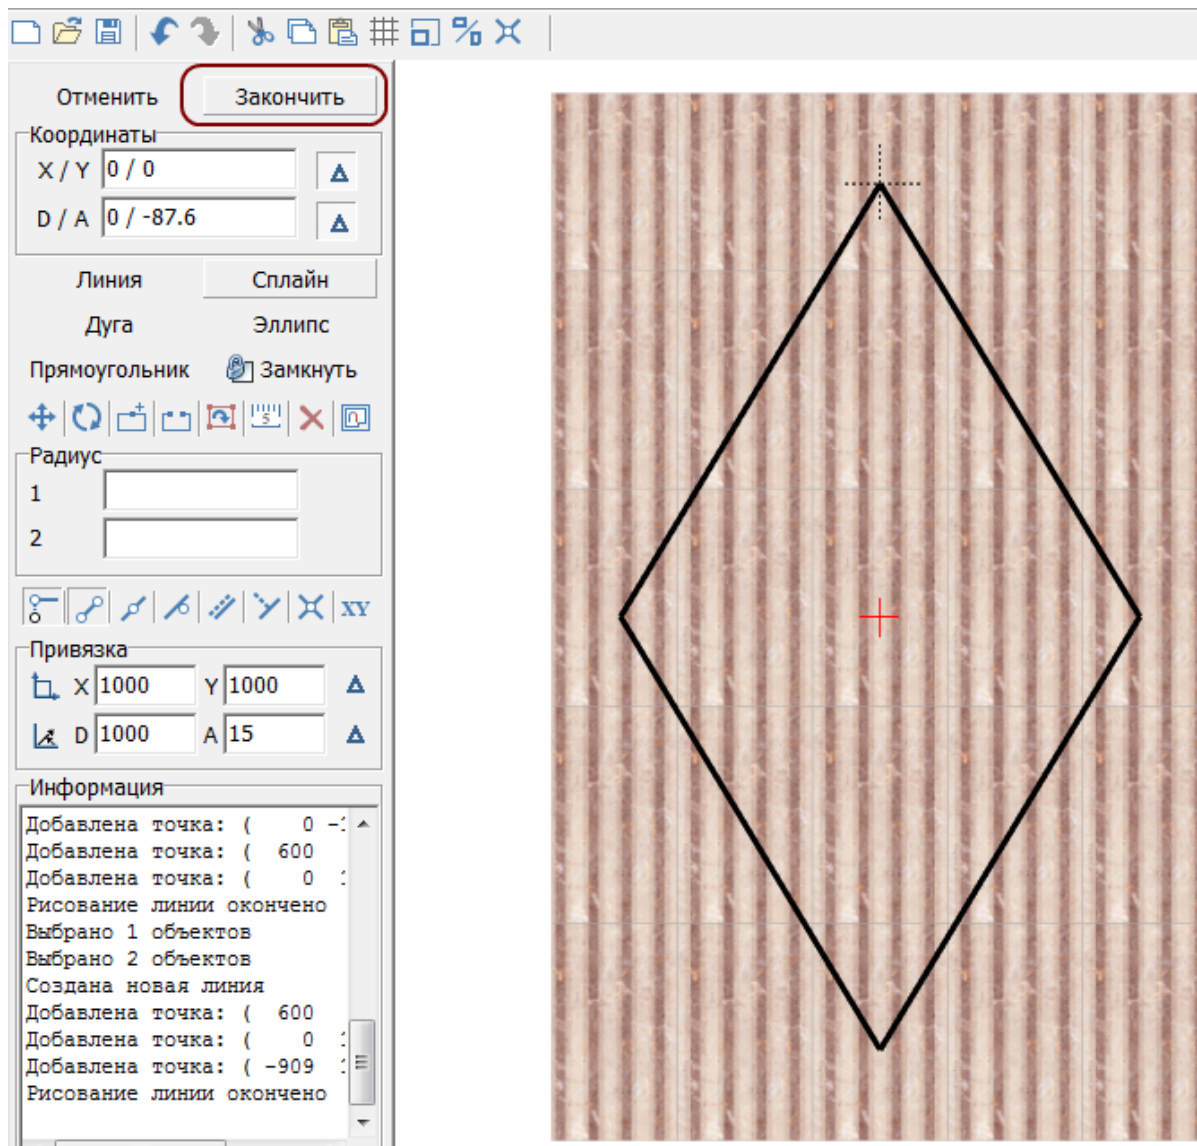 Отменить Закончить
Координаты
X / Y 0 / 0
D / A 0 / -87.6
Линия Сплайн
Дуга Эллипс
Прямоугольник Замкнуть
5
Радиус
1
2
XY
Привязка
X 1000 Y 1000
D 1000 A 15
Информация
Добавлена точка: ( 0 -
Добавлена точка: ( 600
Добавлена точка: ( 0
Рисование линии окончено
Выбрано 1 объектов
Выбрано 2 объектов
Создана новая линия
Добавлена точка: ( 600
Добавлена точка: ( 0
Добавлена точка: ( -909
Рисование линии окончено